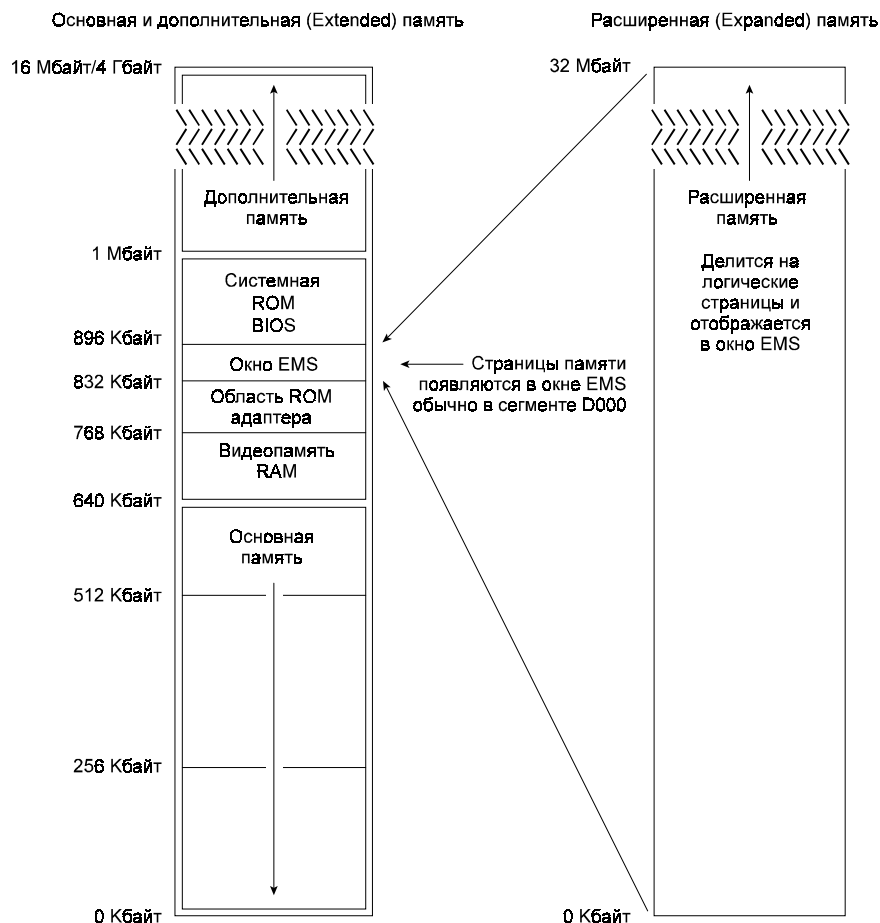 Основная и дополнительная (Extended) память
Расширенная (Expanded) память
16 Мбайт/4 Гбайт
32 Мбайт
Дополнительная
память
Расширенная
память
1 Мбайт
Делится на
логические
страницы и
отображается
в окно EMS
Системная
ROM
BIOS
896 Кбайт
Окно EMS
Страницы памяти
появляются в окне EMS
обычно в сегменте D000
832 Кбайт
Область ROM
адаптера
768 Кбайт
Видеопамять
RAM
640 Кбайт
Основная
память
512 Кбайт
256 Кбайт
0 Кбайт
0 Кбайт